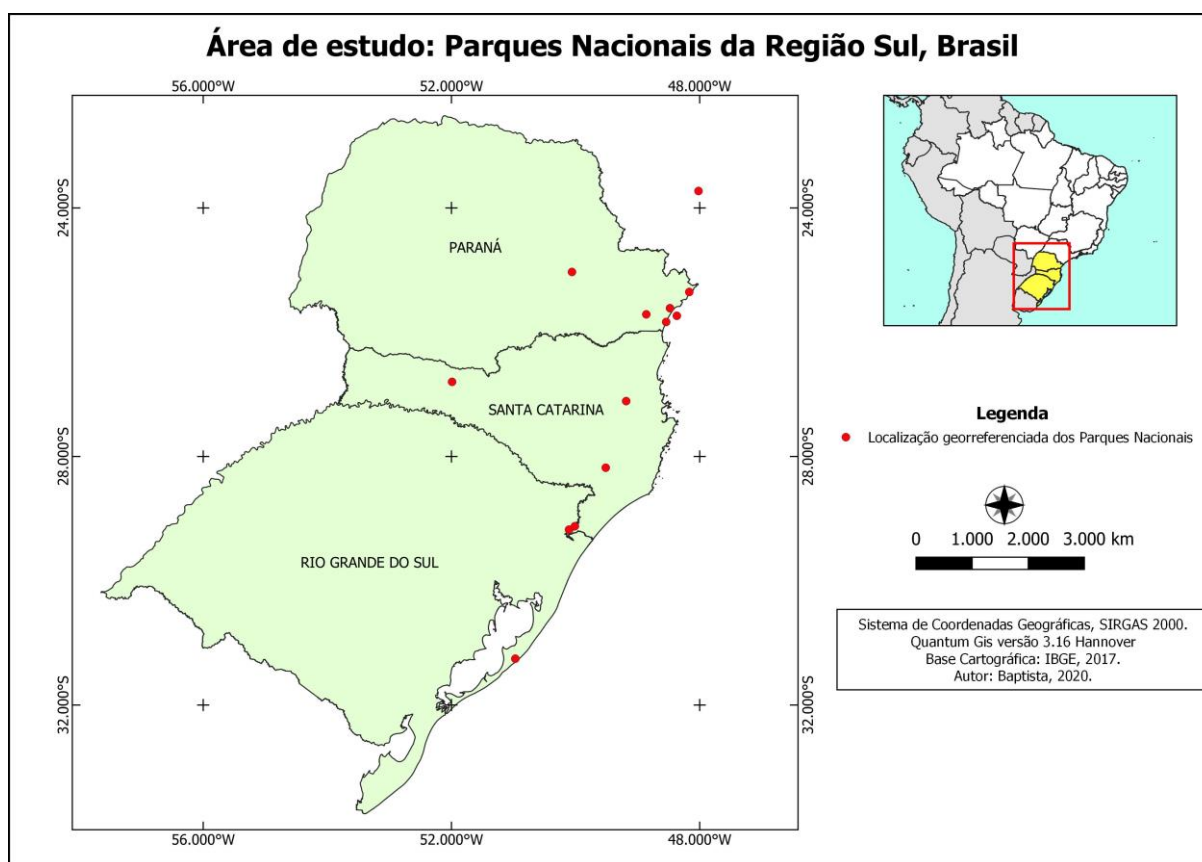 Área de estudo: Parques Nacionais da Região Sul, Brasil
56.000°W
52.000°W
48.000°W
24.000°S
24.000°S
PARANÁ
SANTA CATARINA
28.000°S
28.000°S
RIO GRANDE DO SUL
32.000°S
32.000°S
56.000°W
52.000°W
48.000°W
Legenda
Localização georreferenciada dos Parques Nacionais
0 1.000 2.000 3.000 km
Sistema de Coordenadas Geográficas, SIRGAS 2000.
Quantum Gis versão 3.16 Hannover
Base Cartográfica: IBGE, 2017.
Autor: Baptista, 2020.